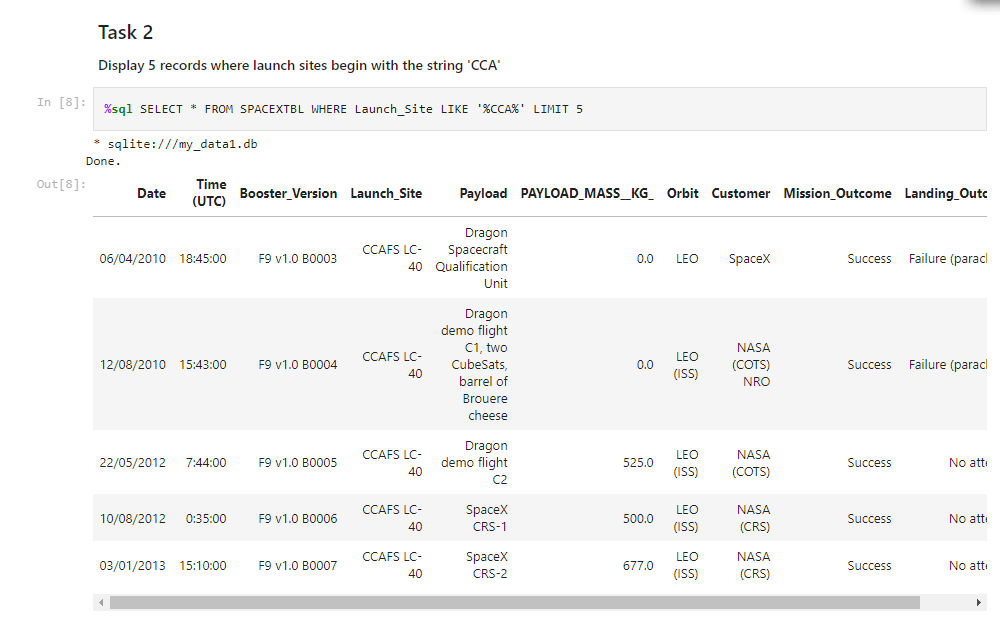 Task 2
Display 5 records where launch sites begin with the string 'CCA'
In [8]: %sql SELECT * FROM SPACEXTBL WHERE Launch_Site LIKE '%CCA%' LIMIT 5
* sqlite:///my_data1.db
Done.
Out[8]:
Date Time (UTC) Booster_Version Launch_Site Payload PAYLOAD_MASS__KG_ Orbit Customer Mission_Outcome Landing_Outc
06/04/2010 18:45:00 F9 v1.0 B0003 CCAFS LC-40 Dragon Spacecraft Qualification Unit 0.0 LEO SpaceX Success Failure (parach
12/08/2010 15:43:00 F9 v1.0 B0004 CCAFS LC-40 Dragon demo flight C1, two CubeSats, barrel of Brouere cheese 0.0 LEO (ISS) NASA (COTS) NRO Success Failure (parach
22/05/2012 7:44:00 F9 v1.0 B0005 CCAFS LC-40 Dragon demo flight C2 525.0 LEO (ISS) NASA (COTS) Success No atte
10/08/2012 0:35:00 F9 v1.0 B0006 CCAFS LC-40 SpaceX CRS-1 500.0 LEO (ISS) NASA (CRS) Success No atte
03/01/2013 15:10:00 F9 v1.0 B0007 CCAFS LC-40 SpaceX CRS-2 677.0 LEO (ISS) NASA (CRS) Success No atte